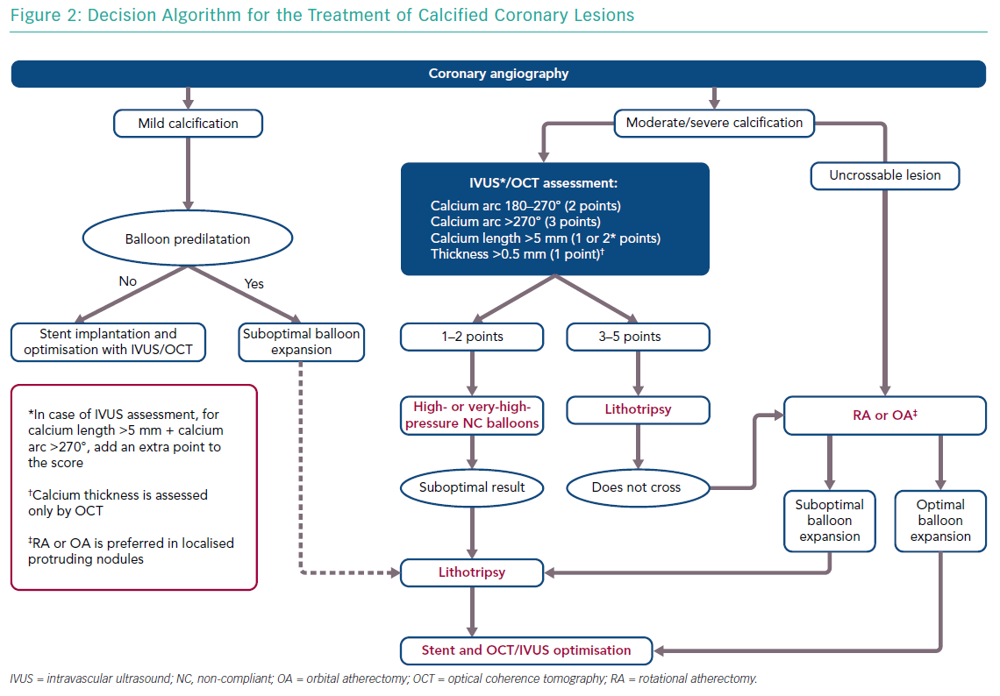 Figure 2: Decision Algorithm for the Treatment of Calcified Coronary Lesions
Coronary angiography
Mild calcification
Balloon predilatation
No
Yes
Stent implantation and
optimisation with IVUS/OCT
Suboptimal balloon
expansion
Moderate/severe calcification
Uncrossable lesion
IVUS*/OCT assessment:
Calcium arc 180–270° (2 points)
Calcium arc >270° (3 points)
Calcium length >5 mm (1 or 2* points)
Thickness >0.5 mm (1 point)†
1–2 points
3–5 points
High- or very-high-
pressure NC balloons
Lithotripsy
RA or OA‡
Suboptimal result
Does not cross
Suboptimal
balloon
expansion
Optimal
balloon
expansion
Lithotripsy
Stent and OCT/IVUS optimisation
*In case of IVUS assessment, for
calcium length >5 mm + calcium
arc >270°, add an extra point to
the score
†Calcium thickness is assessed
only by OCT
‡RA or OA is preferred in localised
protruding nodules
IVUS = intravascular ultrasound; NC, non-compliant; OA = orbital atherectomy; OCT = optical coherence tomography; RA = rotational atherectomy.